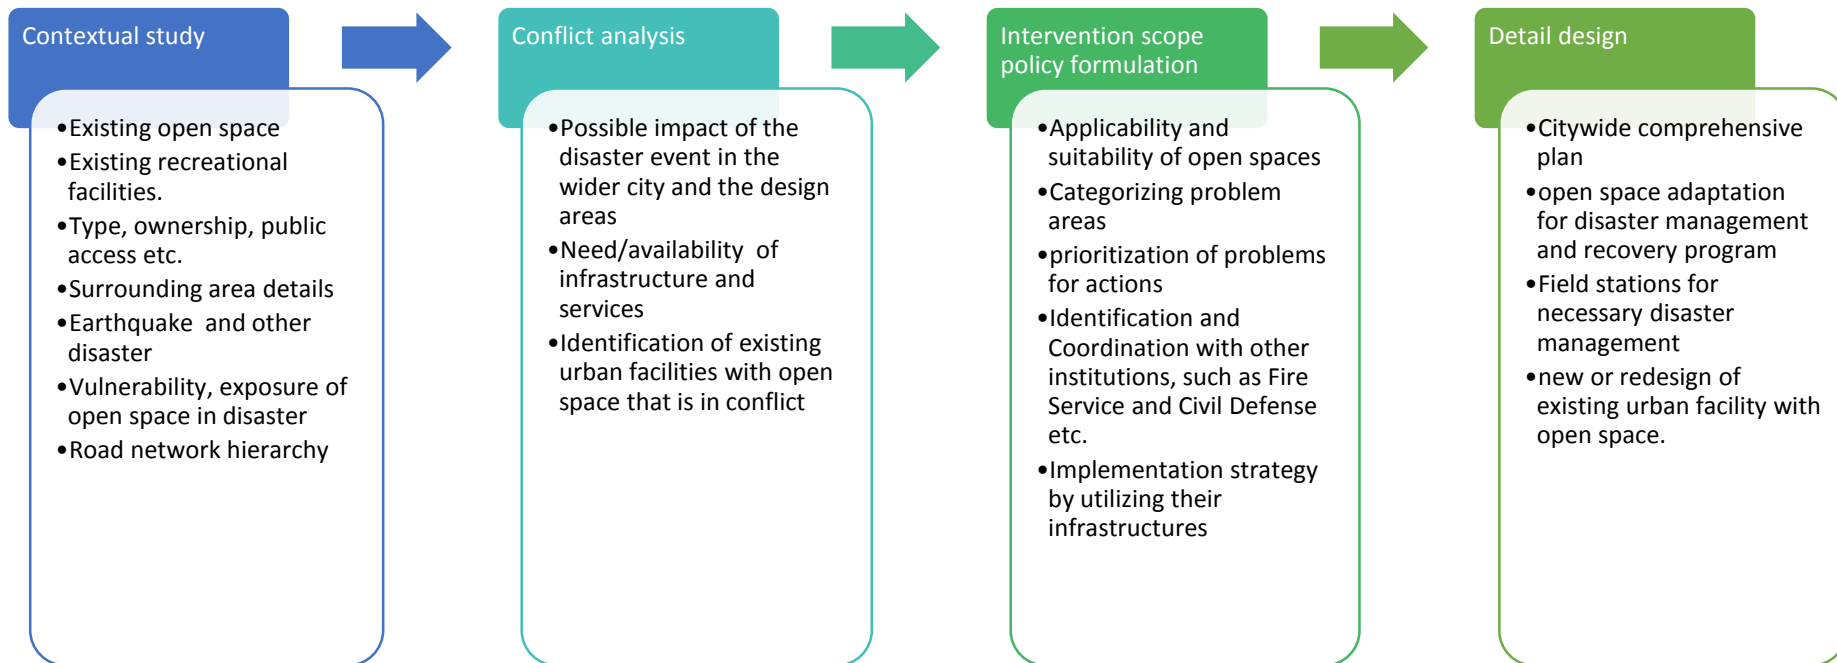 Contextual study
•Existing open space
•Existing recreational
facilities.
•Type, ownership, public
access etc.
•Surrounding area details
•Earthquake and other
disaster
•Vulnerability, exposure of
open space in disaster
•Road network hierarchy
Conflict analysis
•Possible impact of the
disaster event in the
wider city and the design
areas
•Need/availability of
infrastructure and
services
•Identification of existing
urban facilities with open
space that is in conflict
Intervention scope
policy formulation
•Applicability and
suitability of open spaces
•Categorizing problem
areas
•prioritization of problems
for actions
•Identification and
Coordination with other
institutions, such as Fire
Service and Civil Defense
etc.
•Implementation strategy
by utilizing their
infrastructures
Detail design
•Citywide comprehensive
plan
•open space adaptation
for disaster management
and recovery program
•Field stations for
necessary disaster
management
•new or redesign of
existing urban facility with
open space.